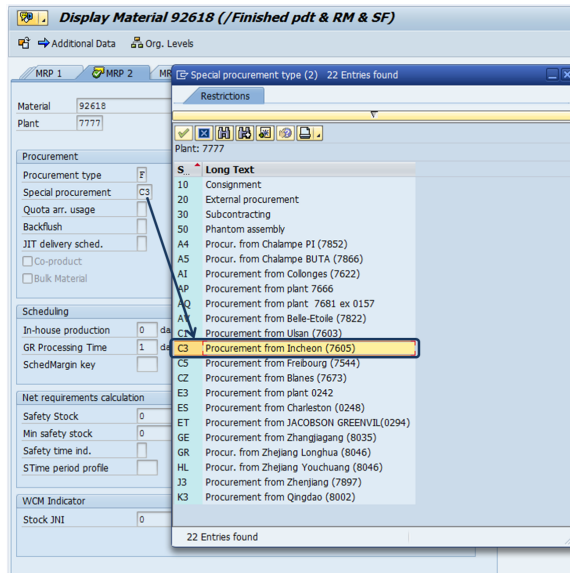 Display Material 92618 (/Finished pdt & RM & SF)
Additional Data Org. Levels
MRP 1 MRP 2
Material 92618
Plant 7777
Procurement
Procurement type F
Special procurement C3
Quota arr. usage
Backflush
JIT delivery sched.
Co-product
Bulk Material
Scheduling
In-house production 0
GR Processing Time 1
SchedMargin key
Net requirements calculation
Safety Stock 0
Min safety stock 0
Safety time ind.
STime period profile
WCM Indicator
Stock JNI 0
Special procurement type (2) 22 Entries found
Restrictions
Plant: 7777
S... Long Text
10 Consignment
20 External procurement
30 Subcontracting
50 Phantom assembly
A4 Procur. from Chalampe PI (7852)
A5 Procur. from Chalampe BUTA (7866)
AI Procurement from Collonges (7622)
AP Procurement from plant 7666
AQ Procurement from plant 7681 ex 0157
Procurement from Belle-Etoile (7822)
C1 Procurement from Ulsan (7603)
C3 Procurement from Incheon (7605)
C5 Procurement from Freibourg (7544)
CZ Procurement from Blanes (7673)
E3 Procurement from plant 0242
ES Procurement from Charleston (0248)
ET Procurement from JACOBSON GREENVIL(0294)
GE Procurement from Zhangjiagang (8035)
GR Procur. from Zhejiang Longhua (8046)
HL Procur. from Zhejiang Youchuang (8046)
J3 Procurement from Zhenjiang (7897)
K3 Procurement from Qingdao (8002)
22 Entries found